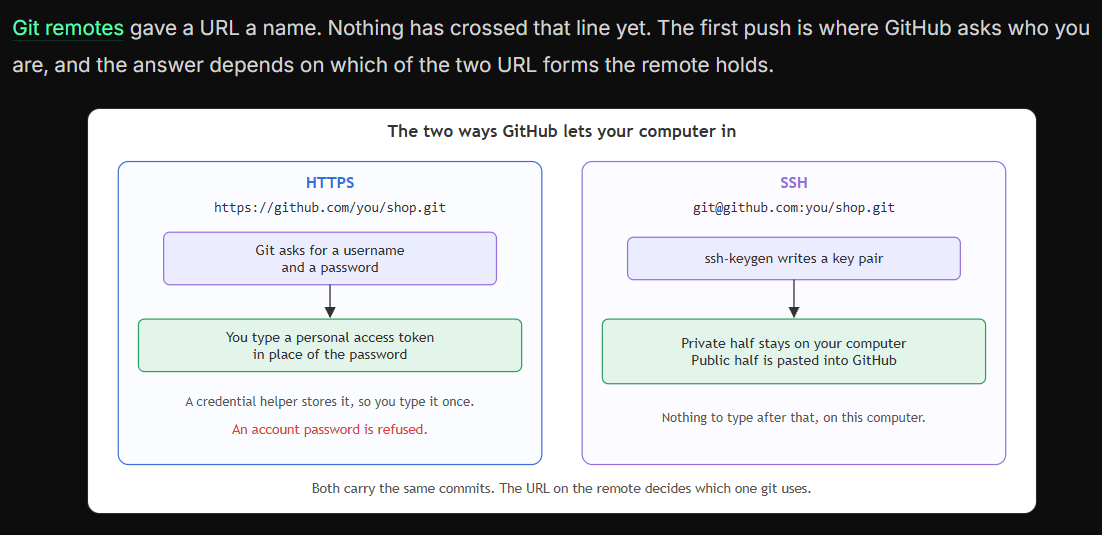 Git remotes gave a URL a name. Nothing has crossed that line yet. The first push is where GitHub asks who you
are, and the answer depends on which of the two URL forms the remote holds.
The two ways GitHub lets your computer in
HTTPS
https://github.com/you/shop.git
Git asks for a username
and a password
You type a personal access token
in place of the password
A credential helper stores it, so you type it once.
An account password is refused.
SSH
git@github.com:you/shop.git
ssh-keygen writes a key pair
Private half stays on your computer
Public half is pasted into GitHub
Nothing to type after that, on this computer.
Both carry the same commits. The URL on the remote decides which one git uses.